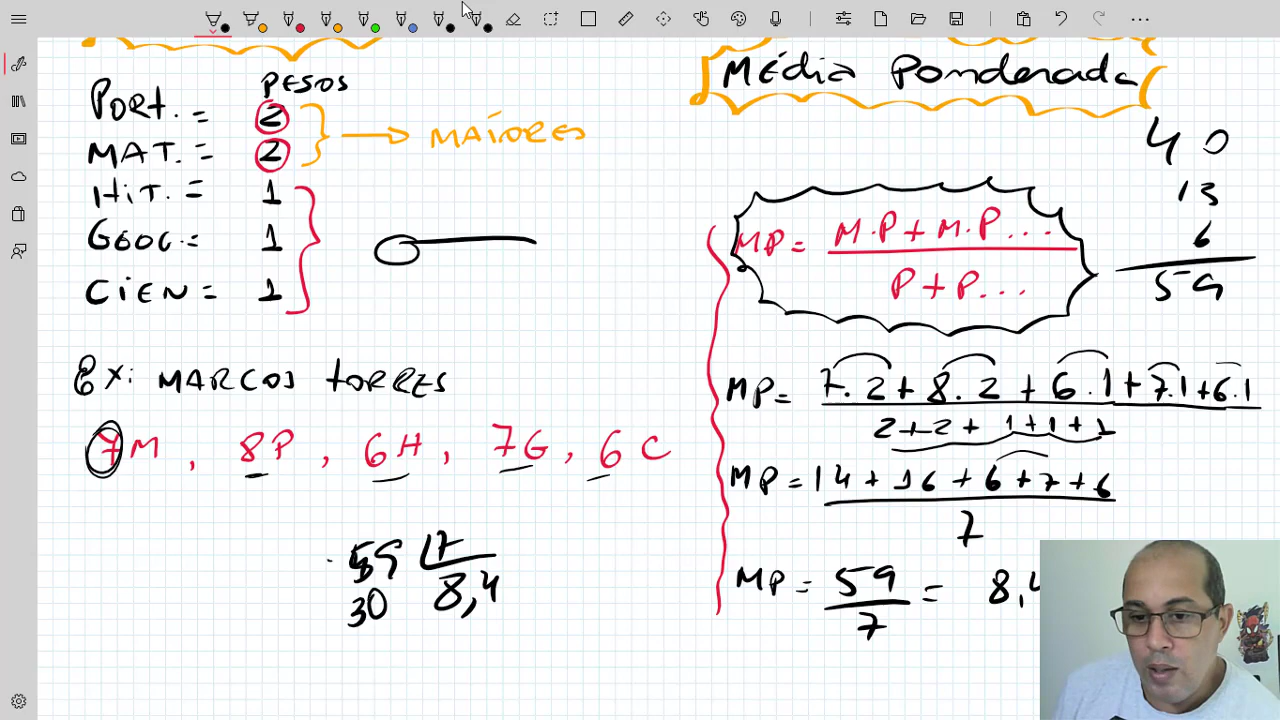 PESOS
PORT. = 2
MAT. = 2
MAÍORES
HiT. = 1
GEOG. = 1
CiEN = 1
Ex: MARCOS TORRES
7M, 8P, 6H, 7G, 6C
59 7
30 8,4
Média Ponderada
40
13
6
59
MP = M.P + M.P...
P + P...
MP = 7.2 + 8.2 + 6.1 + 7.1 + 6.1
2 + 2 + 1 + 1 + 1
MP = 14 + 16 + 6 + 7 + 6
7
MP = 59 = 8,4
7